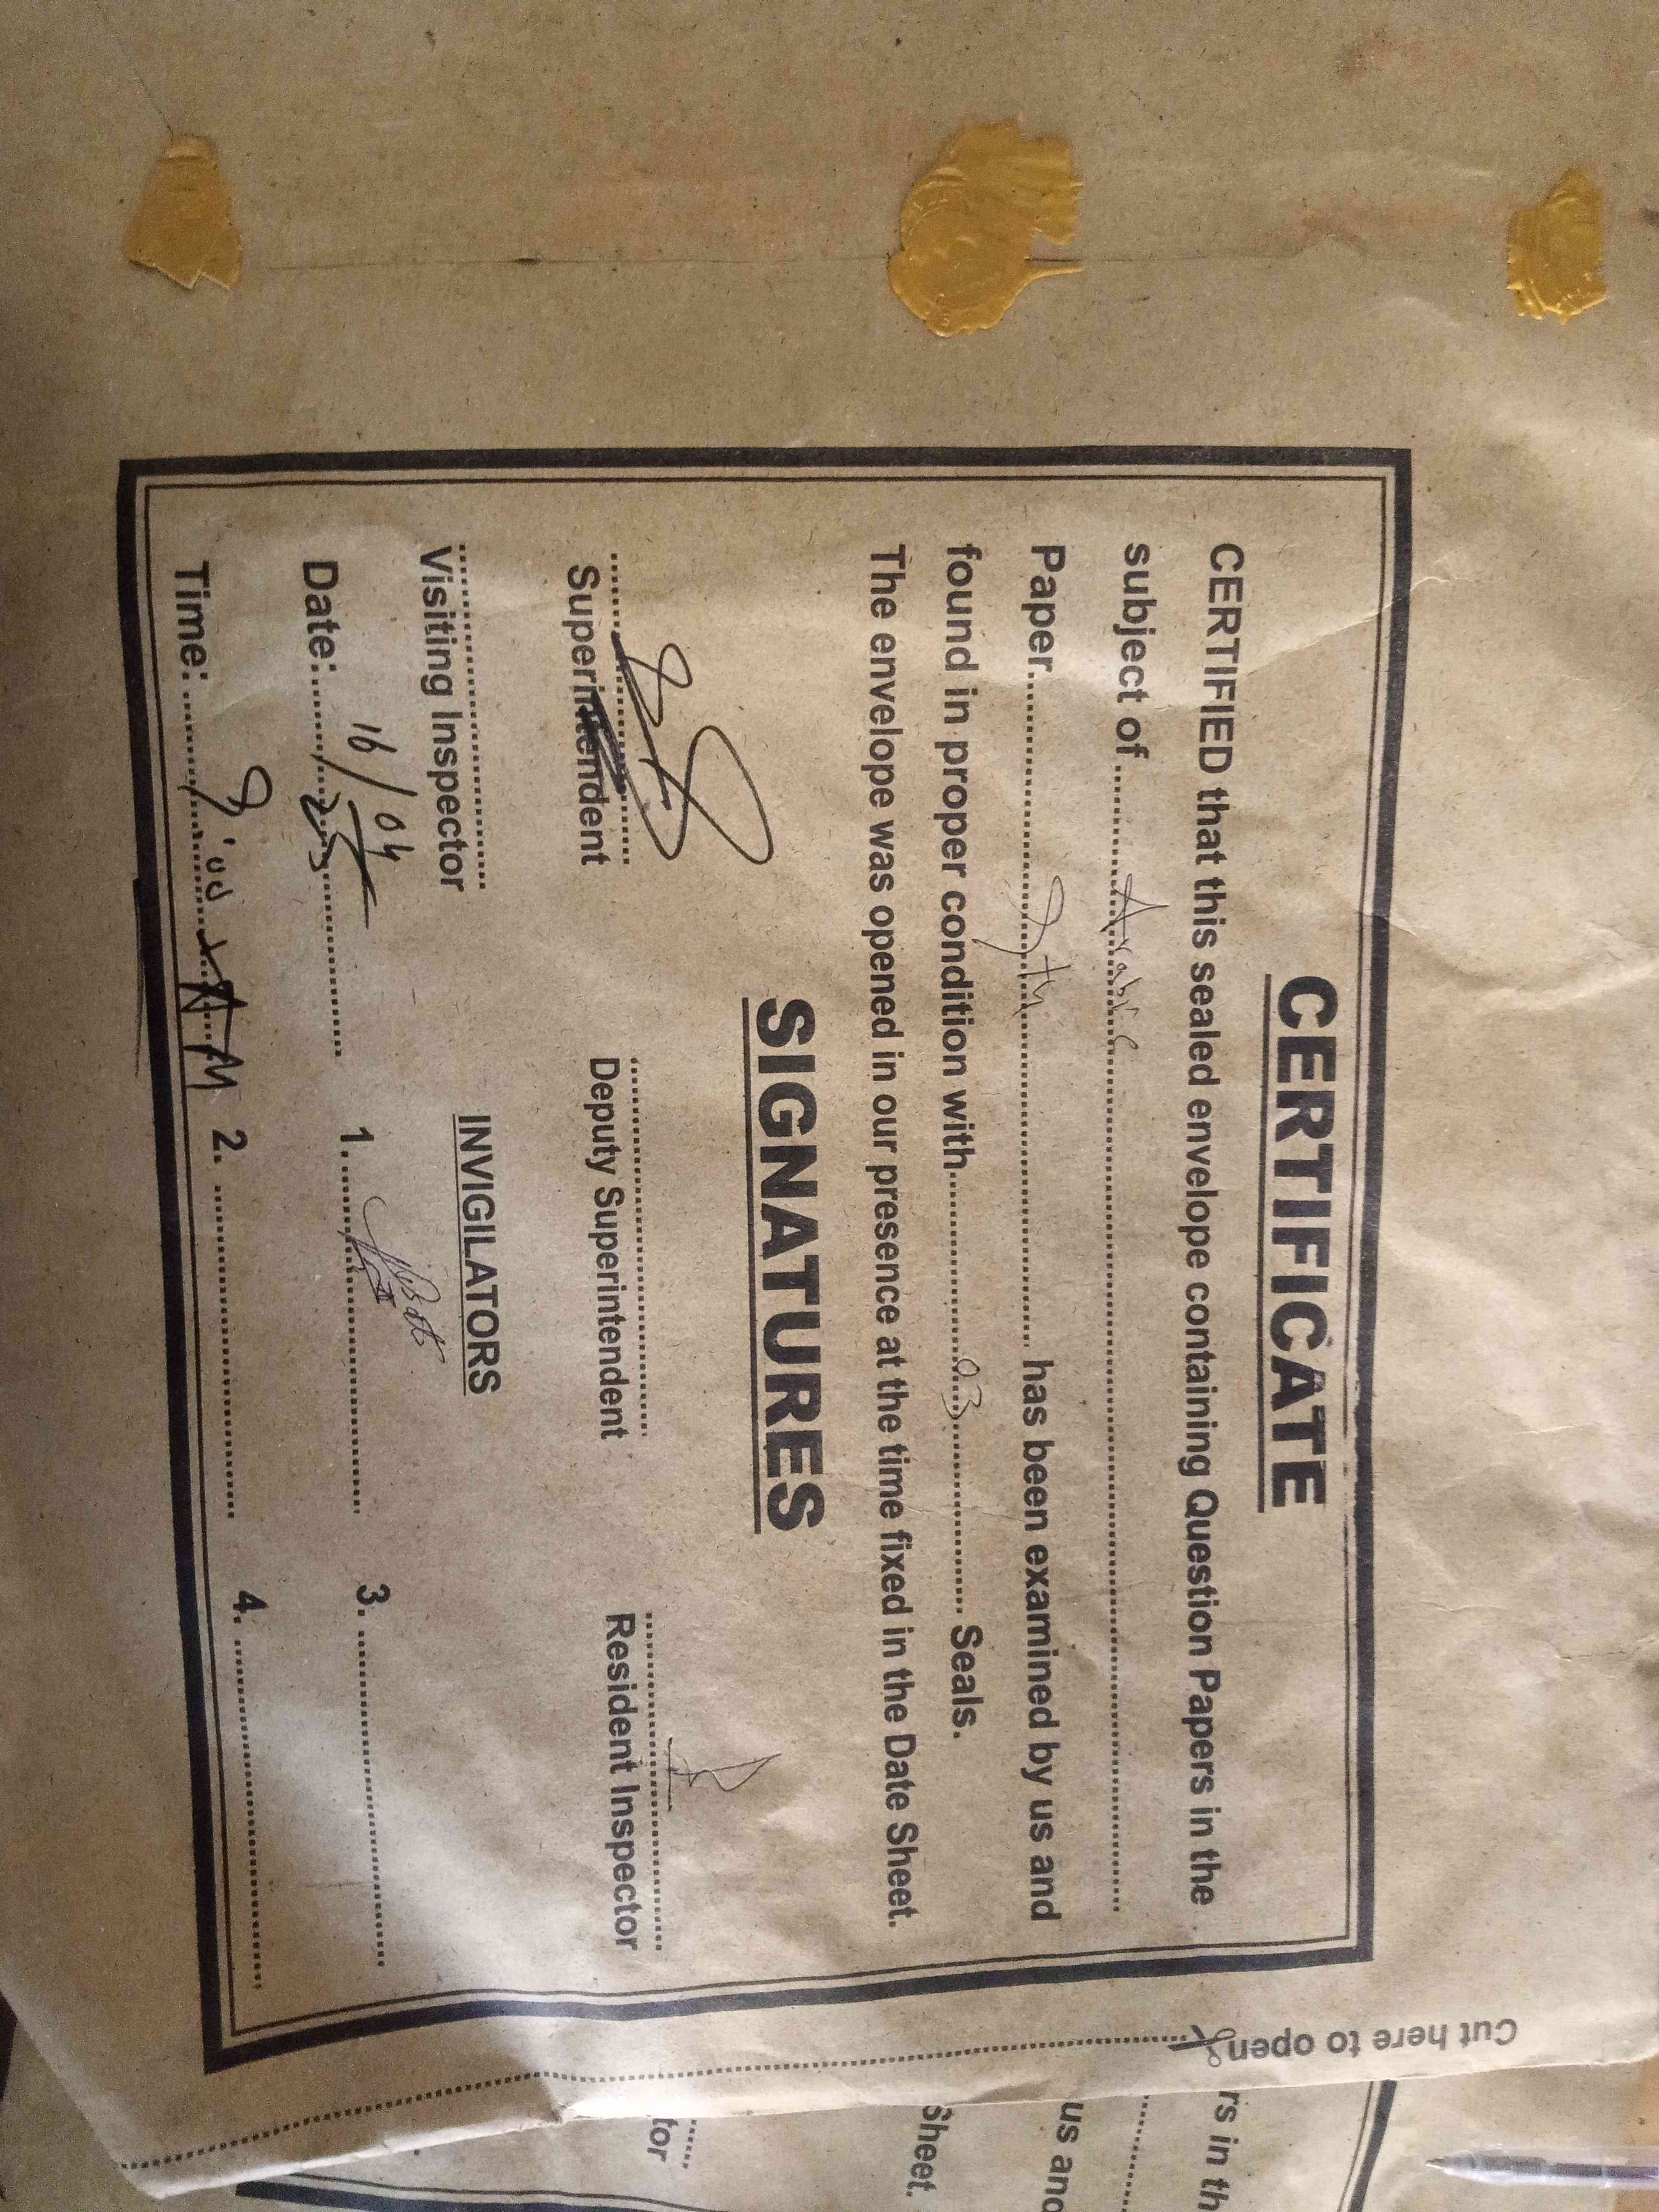 CERTIFICATE
CERTIFIED that this sealed envelope containing Question Papers in the
subject of ........Arabic........
Paper........9th........ has been examined by us and
found in proper condition with........03........ Seals.
The envelope was opened in our presence at the time fixed in the Date Sheet.
SIGNATURES
Superintendent Deputy Superintendent Resident Inspector
Visiting Inspector INVIGILATORS
Date: 16/04/25 1. ........ 3. ........
Time: 9:00 AM 2. ........ 4. ........
Cut here to open
rs in th
us and
Sheet.
tor